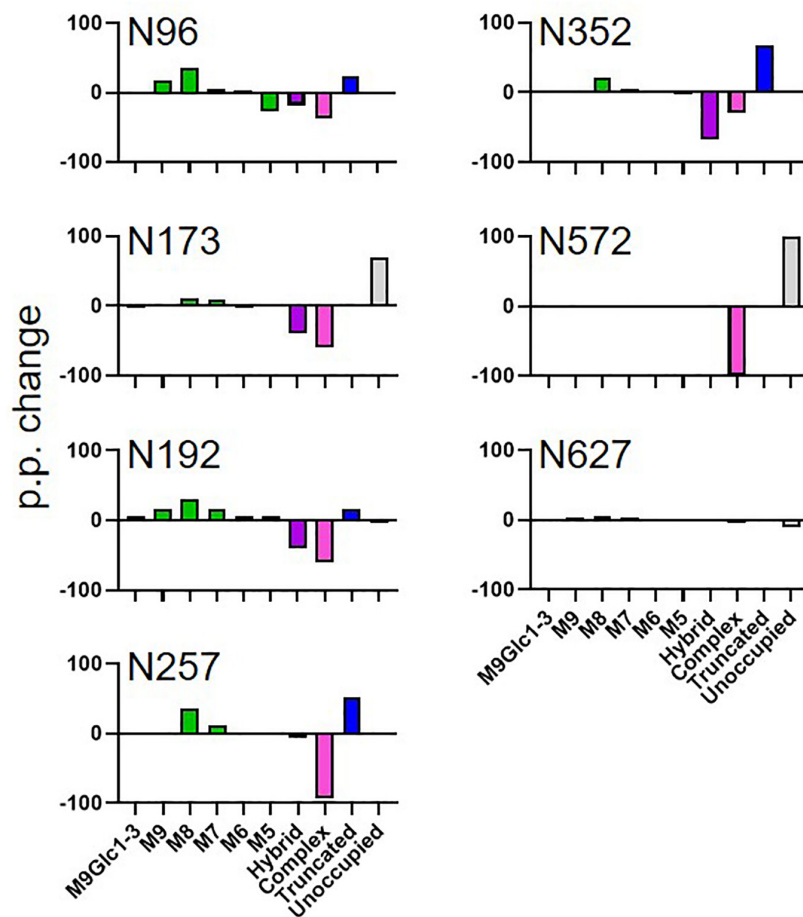 p.p. change
N96
100
0
-100
N173
100
0
-100
N192
100
0
-100
N257
100
0
-100
M9Glc1-3
M9
M8
M7
M6
M5
Hybrid
Complex
Truncated
Unoccupied
N352
100
0
-100
N572
100
0
-100
N627
100
0
-100
M9Glc1-3
M9
M8
M7
M6
M5
Hybrid
Complex
Truncated
Unoccupied